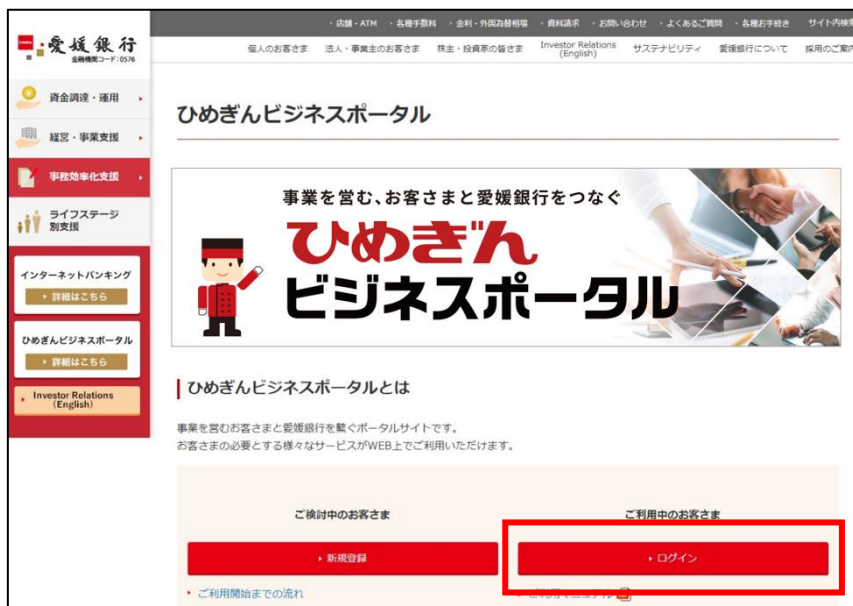 ・店舗・ATM ・各種手数料 ・金利・外国為替相場 ・資料請求 ・お問い合わせ ・よくあるご質問 ・各種お手続き サイト内検索
愛媛銀行
金融機関コード:0576
個人のお客さま 法人・事業主のお客さま 株主・投資家の皆さま Investor Relations (English) サステナビリティ 愛媛銀行について 採用のご案内
資金調達・運用
経営・事業支援
事務効率化支援
ライフステージ
別支援
インターネットバンキング
詳細はこちら
ひめぎんビジネスポータル
詳細はこちら
Investor Relations
(English)
ひめぎんビジネスポータル
事業を営む、お客さまと愛媛銀行をつなぐ
ひめぎん
ビジネスポータル
ひめぎんビジネスポータルとは
事業を営むお客さまと愛媛銀行を繋ぐポータルサイトです。
お客さまの必要とする様々なサービスがWEB上でご利用いただけます。
ご検討中のお客さま
新規登録
ご利用開始までの流れ
ご利用中のお客さま
ログイン
ご利用マニュアル